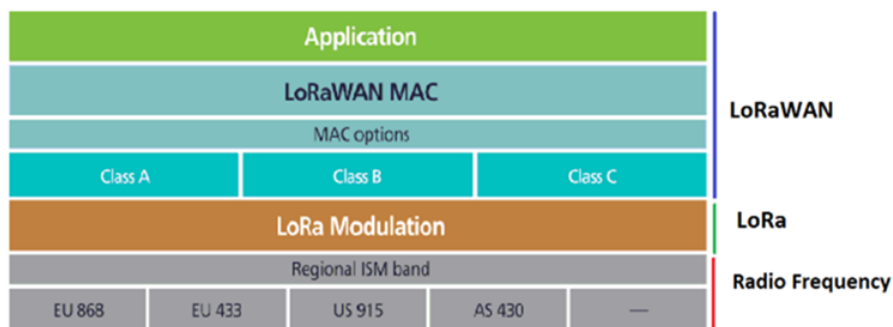 Application
LoRaWAN MAC
MAC options
Class A Class B Class C
LoRaWAN
LoRa Modulation
LoRa
Regional ISM band
EU 868 EU 433 US 915 AS 430 —
Radio Frequency